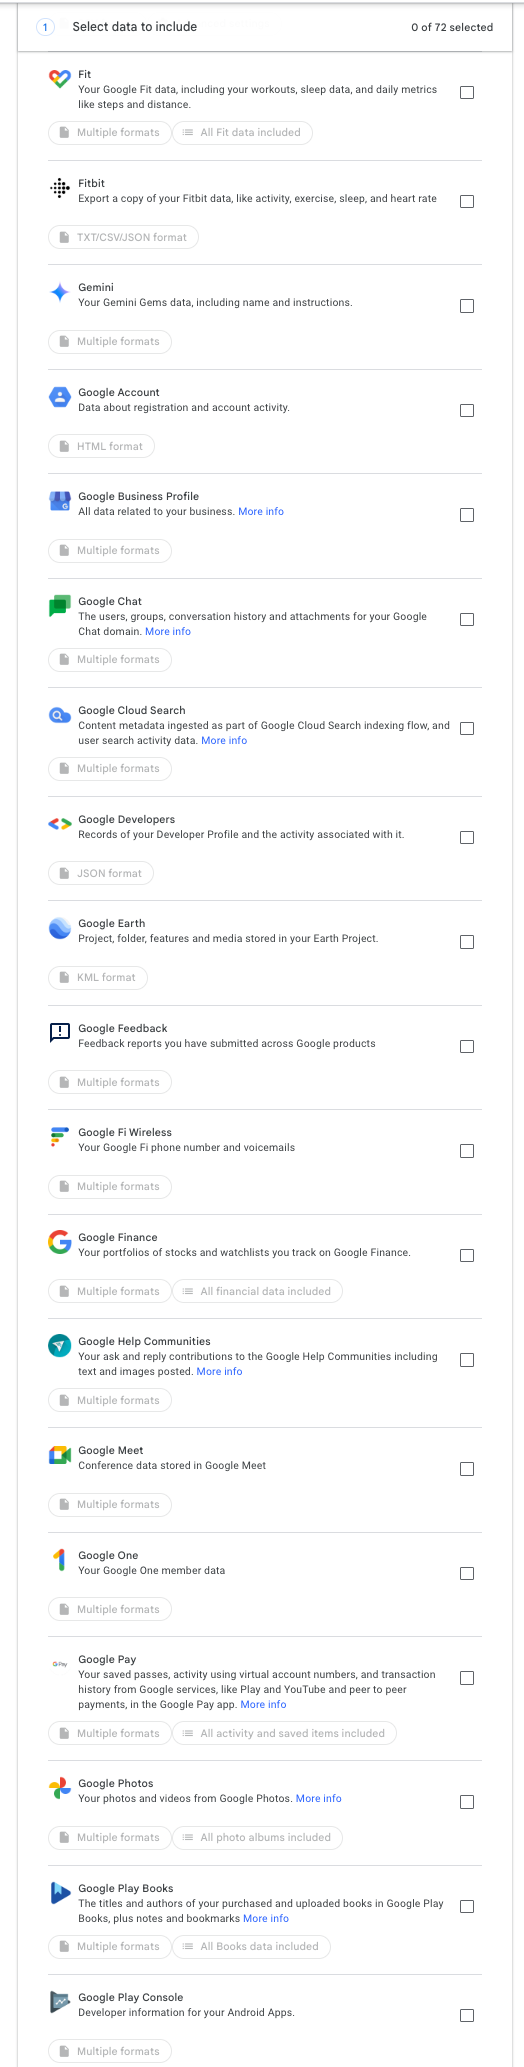 1 Select data to include 0 of 72 selected
Fit
Your Google Fit data, including your workouts, sleep data, and daily metrics
like steps and distance.
Multiple formats All Fit data included
Fitbit
Export a copy of your Fitbit data, like activity, exercise, sleep, and heart rate
TXT/CSV/JSON format
Gemini
Your Gemini Gems data, including name and instructions.
Multiple formats
Google Account
Data about registration and account activity.
HTML format
Google Business Profile
All data related to your business. More info
Multiple formats
Google Chat
The users, groups, conversation history and attachments for your Google
Chat domain. More info
Multiple formats
Google Cloud Search
Content metadata ingested as part of Google Cloud Search indexing flow, and
user search activity data. More info
Multiple formats
Google Developers
Records of your Developer Profile and the activity associated with it.
JSON format
Google Earth
Project, folder, features and media stored in your Earth Project.
KML format
Google Feedback
Feedback reports you have submitted across Google products
Multiple formats
Google Fi Wireless
Your Google Fi phone number and voicemails
Multiple formats
Google Finance
Your portfolios of stocks and watchlists you track on Google Finance.
Multiple formats All financial data included
Google Help Communities
Your ask and reply contributions to the Google Help Communities including
text and images posted. More info
Multiple formats
Google Meet
Conference data stored in Google Meet
Multiple formats
Google One
Your Google One member data
Multiple formats
Google Pay
G Pay
Your saved passes, activity using virtual account numbers, and transaction
history from Google services, like Play and YouTube and peer to peer
payments, in the Google Pay app. More info
Multiple formats All activity and saved items included
Google Photos
Your photos and videos from Google Photos. More info
Multiple formats All photo albums included
Google Play Books
The titles and authors of your purchased and uploaded books in Google Play
Books, plus notes and bookmarks More info
Multiple formats All Books data included
Google Play Console
Developer information for your Android Apps.
Multiple formats